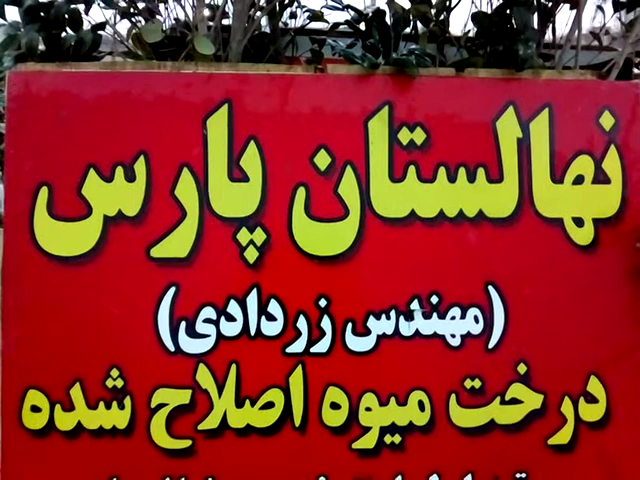 نهالستان پارس
(مهندس زردادی)
درخت میوه اصلاح شده